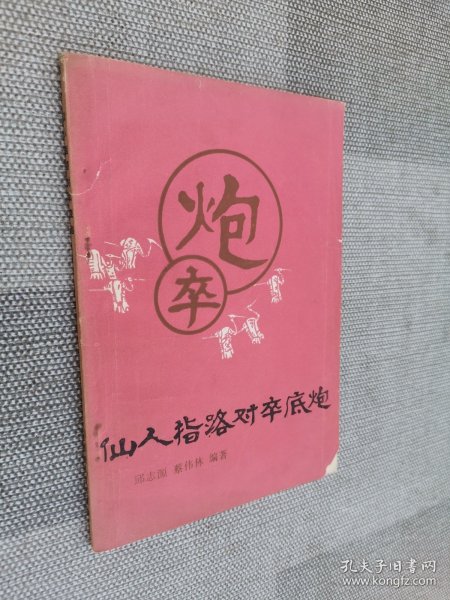 炮
卒
仙人指路对卒底炮
邱志源 蔡伟林 编著
孔夫子旧书网
www.kongfz.com